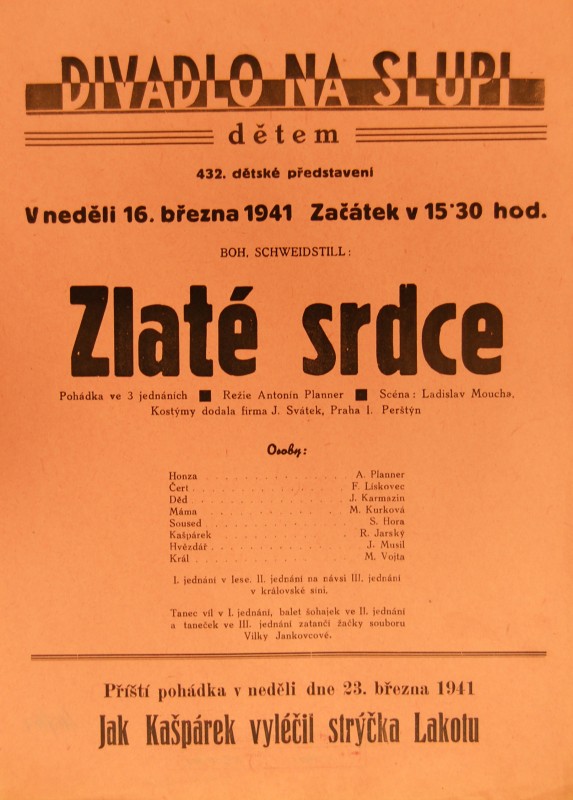 DIVADLO NA SLUPI
dětem
432. dětské představení
V neděli 16. března 1941 Začátek v 15·30 hod.
BOH. SCHWEIDSTILL:
Zlaté srdce
Pohádka ve 3 jednáních ■ Režie Antonín Planner ■ Scéna: Ladislav Moucha,
Kostýmy dodala firma J. Svátek, Praha I. Perštýn
Osoby:
Honza . . . . . . . . . . . . . A. Planner
Čert . . . . . . . . . . . . . F. Liskovec
Děd . . . . . . . . . . . . . J. Karmazin
Máma . . . . . . . . . . . . . M. Kurková
Soused . . . . . . . . . . . . . S. Hora
Kašpárek . . . . . . . . . . . . . R. Jarský
Hvězdář . . . . . . . . . . . . . J. Musil
Král . . . . . . . . . . . . . M. Vojta
I. jednání v lese. II. jednání na návsi III. jednání
v královské síni.
Tanec víl v I. jednání, balet šohajek ve II. jednání
a taneček ve III. jednání zatančí žačky souboru
Vilky Jankovcové.
Příští pohádka v neděli dne 23. března 1941
Jak Kašpárek vyléčil strýčka Lakotu